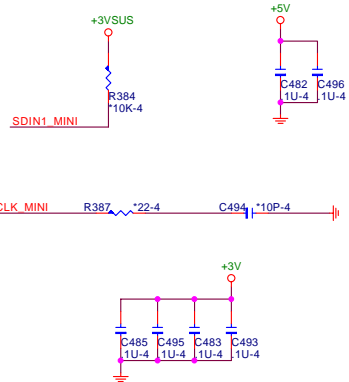 +3VSUS
+5V
R384
*10K-4
C482
.1U-4
C496
.1U-4
SDIN1_MINI
CLK_MINI
R387
*22-4
C494
*10P-4
+3V
C485
.1U-4
C495
.1U-4
C483
.1U-4
C493
.1U-4